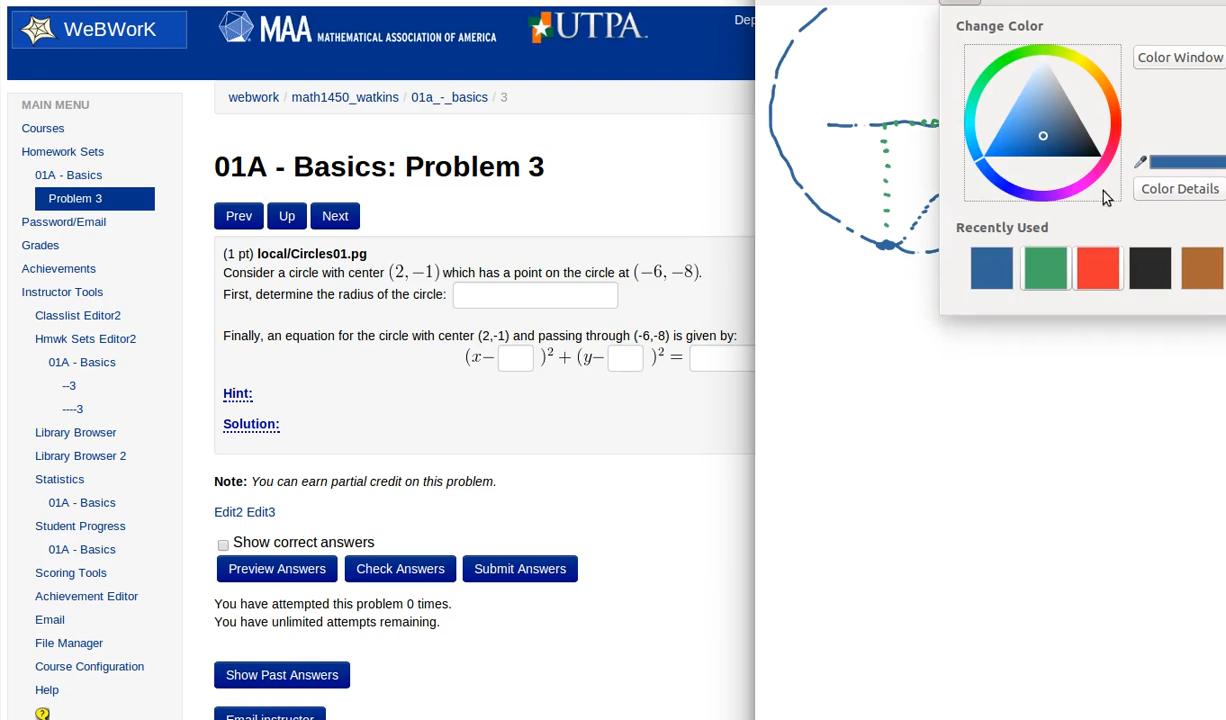 WeBWorK
MAA MATHEMATICAL ASSOCIATION OF AMERICA
UTPA
Dep
MAIN MENU
Courses
Homework Sets
01A - Basics
Problem 3
Password/Email
Grades
Achievements
Instructor Tools
Classlist Editor2
Hmwk Sets Editor2
01A - Basics
--3
----3
Library Browser
Library Browser 2
Statistics
01A - Basics
Student Progress
01A - Basics
Scoring Tools
Achievement Editor
Email
File Manager
Course Configuration
Help
?
webwork / math1450_watkins / 01a_-_basics / 3
01A - Basics: Problem 3
Prev Up Next
(1 pt) local/Circles01.pg
Consider a circle with center (2, −1) which has a point on the circle at (−6, −8).
First, determine the radius of the circle:
Finally, an equation for the circle with center (2,-1) and passing through (-6,-8) is given by:
(x− )² + (y− )² =
Hint:
Solution:
Note: You can earn partial credit on this problem.
Edit2 Edit3
Show correct answers
Preview Answers Check Answers Submit Answers
You have attempted this problem 0 times.
You have unlimited attempts remaining.
Show Past Answers
Email instructor
Change Color
Color Window
Color Details
Recently Used